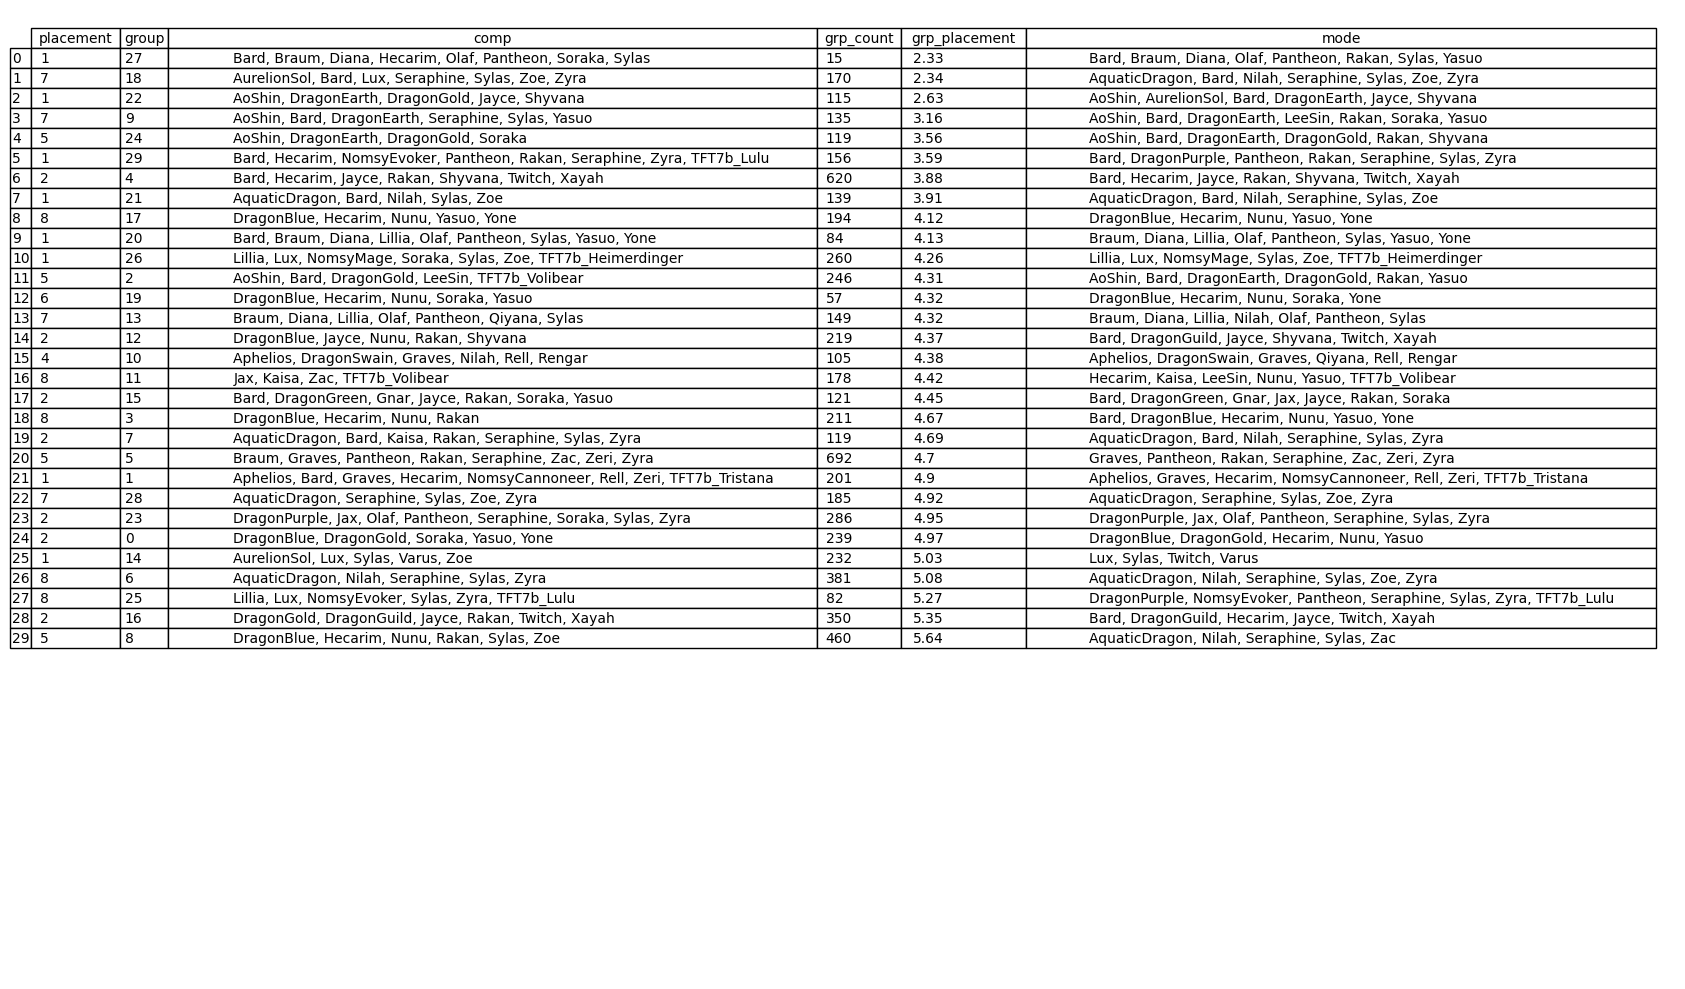 placement group comp grp_count grp_placement mode
0 1 27 Bard, Braum, Diana, Hecarim, Olaf, Pantheon, Soraka, Sylas 15 2.33 Bard, Braum, Diana, Olaf, Pantheon, Rakan, Sylas, Yasuo
1 7 18 AurelionSol, Bard, Lux, Seraphine, Sylas, Zoe, Zyra 170 2.34 AquaticDragon, Bard, Nilah, Seraphine, Sylas, Zoe, Zyra
2 1 22 AoShin, DragonEarth, DragonGold, Jayce, Shyvana 115 2.63 AoShin, AurelionSol, Bard, DragonEarth, Jayce, Shyvana
3 7 9 AoShin, Bard, DragonEarth, Seraphine, Sylas, Yasuo 135 3.16 AoShin, Bard, DragonEarth, LeeSin, Rakan, Soraka, Yasuo
4 5 24 AoShin, DragonEarth, DragonGold, Soraka 119 3.56 AoShin, Bard, DragonEarth, DragonGold, Rakan, Shyvana
5 1 29 Bard, Hecarim, NomsyEvoker, Pantheon, Rakan, Seraphine, Zyra, TFT7b_Lulu 156 3.59 Bard, DragonPurple, Pantheon, Rakan, Seraphine, Sylas, Zyra
6 2 4 Bard, Hecarim, Jayce, Rakan, Shyvana, Twitch, Xayah 620 3.88 Bard, Hecarim, Jayce, Rakan, Shyvana, Twitch, Xayah
7 1 21 AquaticDragon, Bard, Nilah, Sylas, Zoe 139 3.91 AquaticDragon, Bard, Nilah, Seraphine, Sylas, Zoe
8 8 17 DragonBlue, Hecarim, Nunu, Yasuo, Yone 194 4.12 DragonBlue, Hecarim, Nunu, Yasuo, Yone
9 1 20 Bard, Braum, Diana, Lillia, Olaf, Pantheon, Sylas, Yasuo, Yone 84 4.13 Braum, Diana, Lillia, Olaf, Pantheon, Sylas, Yasuo, Yone
10 1 26 Lillia, Lux, NomsyMage, Soraka, Sylas, Zoe, TFT7b_Heimerdinger 260 4.26 Lillia, Lux, NomsyMage, Sylas, Zoe, TFT7b_Heimerdinger
11 5 2 AoShin, Bard, DragonGold, LeeSin, TFT7b_Volibear 246 4.31 AoShin, Bard, DragonEarth, DragonGold, Rakan, Yasuo
12 6 19 DragonBlue, Hecarim, Nunu, Soraka, Yasuo 57 4.32 DragonBlue, Hecarim, Nunu, Soraka, Yone
13 7 13 Braum, Diana, Lillia, Olaf, Pantheon, Qiyana, Sylas 149 4.32 Braum, Diana, Lillia, Nilah, Olaf, Pantheon, Sylas
14 2 12 DragonBlue, Jayce, Nunu, Rakan, Shyvana 219 4.37 Bard, DragonGuild, Jayce, Shyvana, Twitch, Xayah
15 4 10 Aphelios, DragonSwain, Graves, Nilah, Rell, Rengar 105 4.38 Aphelios, DragonSwain, Graves, Qiyana, Rell, Rengar
16 8 11 Jax, Kaisa, Zac, TFT7b_Volibear 178 4.42 Hecarim, Kaisa, LeeSin, Nunu, Yasuo, TFT7b_Volibear
17 2 15 Bard, DragonGreen, Gnar, Jayce, Rakan, Soraka, Yasuo 121 4.45 Bard, DragonGreen, Gnar, Jax, Jayce, Rakan, Soraka
18 8 3 DragonBlue, Hecarim, Nunu, Rakan 211 4.67 Bard, DragonBlue, Hecarim, Nunu, Yasuo, Yone
19 2 7 AquaticDragon, Bard, Kaisa, Rakan, Seraphine, Sylas, Zyra 119 4.69 AquaticDragon, Bard, Nilah, Seraphine, Sylas, Zyra
20 5 5 Braum, Graves, Pantheon, Rakan, Seraphine, Zac, Zeri, Zyra 692 4.7 Graves, Pantheon, Rakan, Seraphine, Zac, Zeri, Zyra
21 1 1 Aphelios, Bard, Graves, Hecarim, NomsyCannoneer, Rell, Zeri, TFT7b_Tristana 201 4.9 Aphelios, Graves, Hecarim, NomsyCannoneer, Rell, Zeri, TFT7b_Tristana
22 7 28 AquaticDragon, Seraphine, Sylas, Zoe, Zyra 185 4.92 AquaticDragon, Seraphine, Sylas, Zoe, Zyra
23 2 23 DragonPurple, Jax, Olaf, Pantheon, Seraphine, Soraka, Sylas, Zyra 286 4.95 DragonPurple, Jax, Olaf, Pantheon, Seraphine, Sylas, Zyra
24 2 0 DragonBlue, DragonGold, Soraka, Yasuo, Yone 239 4.97 DragonBlue, DragonGold, Hecarim, Nunu, Yasuo
25 1 14 AurelionSol, Lux, Sylas, Varus, Zoe 232 5.03 Lux, Sylas, Twitch, Varus
26 8 6 AquaticDragon, Nilah, Seraphine, Sylas, Zyra 381 5.08 AquaticDragon, Nilah, Seraphine, Sylas, Zoe, Zyra
27 8 25 Lillia, Lux, NomsyEvoker, Sylas, Zyra, TFT7b_Lulu 82 5.27 DragonPurple, NomsyEvoker, Pantheon, Seraphine, Sylas, Zyra, TFT7b_Lulu
28 2 16 DragonGold, DragonGuild, Jayce, Rakan, Twitch, Xayah 350 5.35 Bard, DragonGuild, Hecarim, Jayce, Twitch, Xayah
29 5 8 DragonBlue, Hecarim, Nunu, Rakan, Sylas, Zoe 460 5.64 AquaticDragon, Nilah, Seraphine, Sylas, Zac